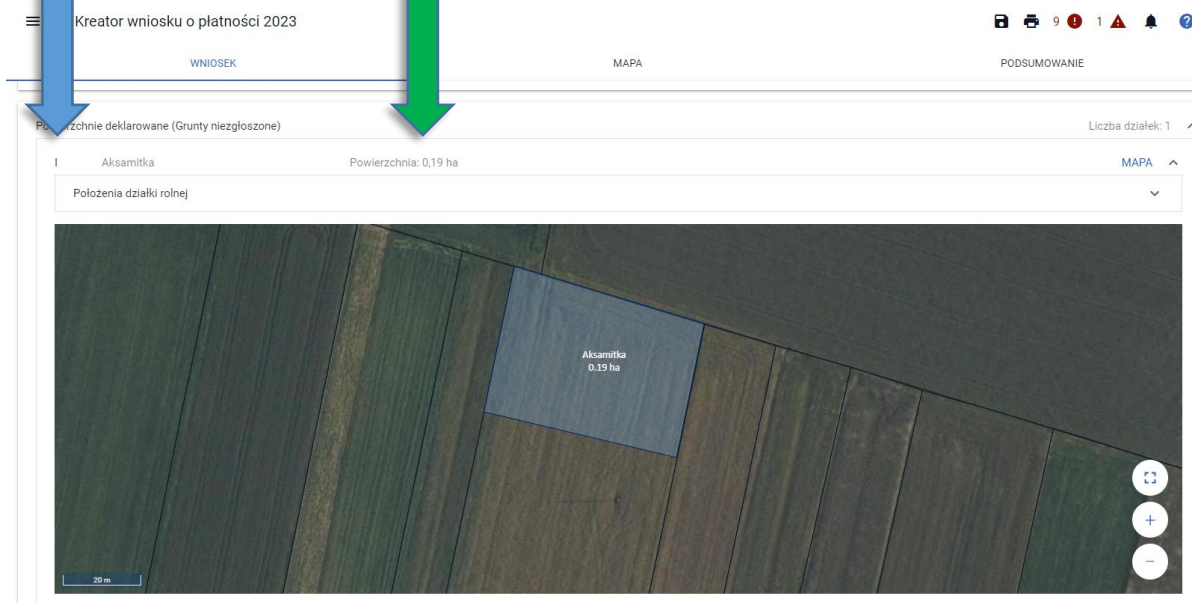 Kreator wniosku o płatności 2023
9 1
WNIOSEK MAPA PODSUMOWANIE
deklarowane (Grunty niezgłoszone) Liczba działek: 1
I Aksamitka Powierzchnia: 0,19 ha MAPA
Położenia działki rolnej
Aksamitka
0.19 ha
20 m